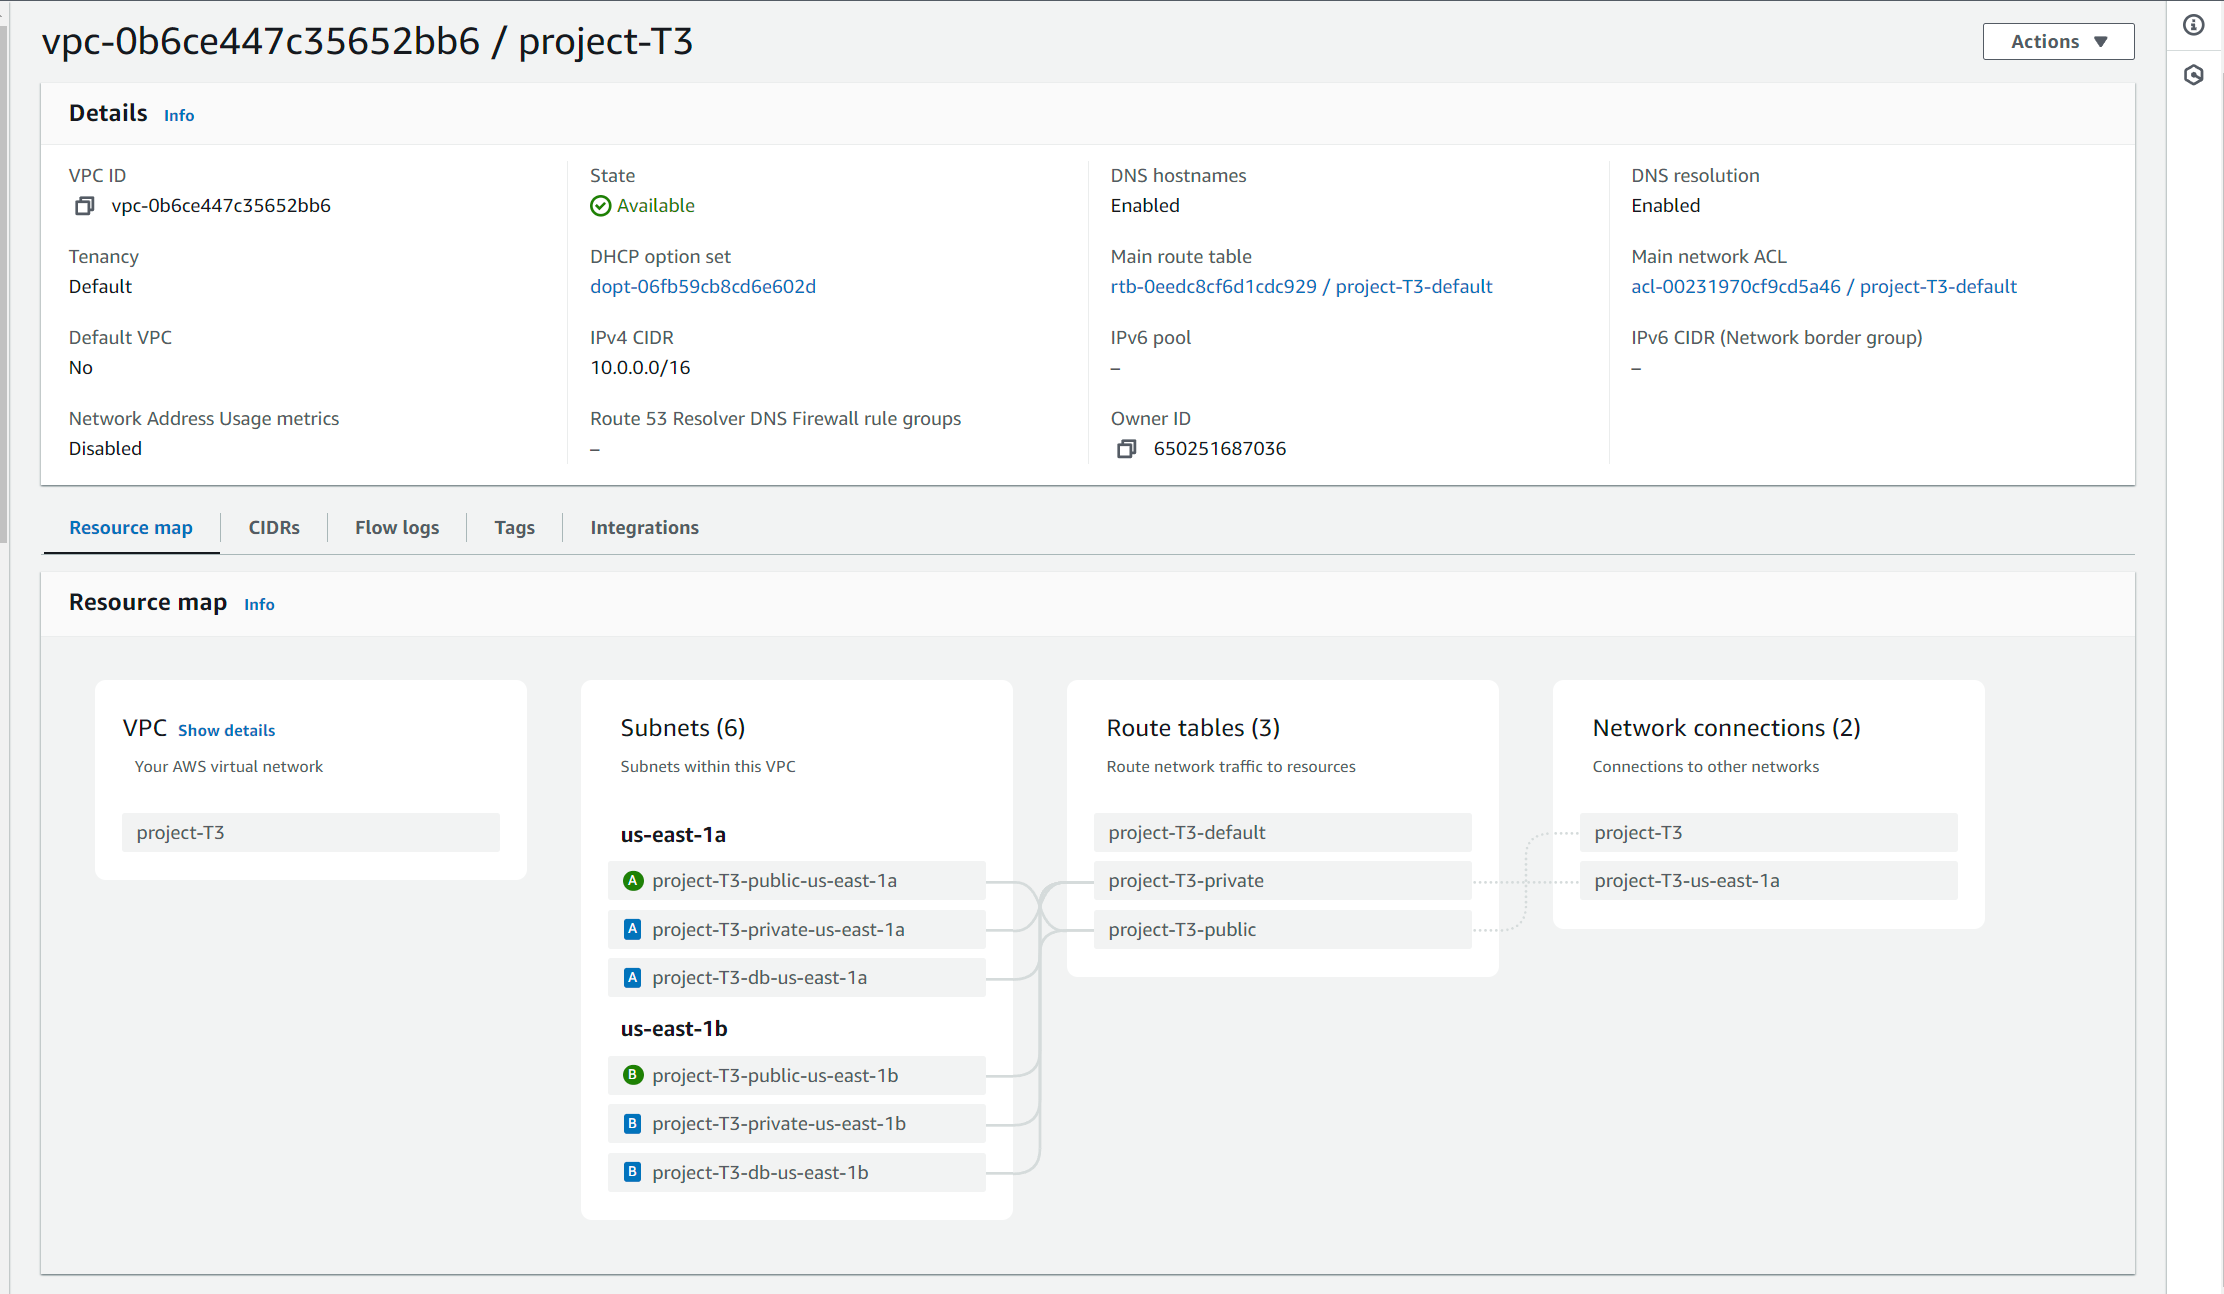 vpc-0b6ce447c35652bb6 / project-T3
Actions
Details Info
VPC ID
vpc-0b6ce447c35652bb6
State
Available
DNS hostnames
Enabled
DNS resolution
Enabled
Tenancy
Default
DHCP option set
dopt-06fb59cb8cd6e602d
Main route table
rtb-0eedc8cf6d1cdc929 / project-T3-default
Main network ACL
acl-00231970cf9cd5a46 / project-T3-default
Default VPC
No
IPv4 CIDR
10.0.0.0/16
IPv6 pool
–
IPv6 CIDR (Network border group)
–
Network Address Usage metrics
Disabled
Route 53 Resolver DNS Firewall rule groups
–
Owner ID
650251687036
Resource map
CIDRs
Flow logs
Tags
Integrations
Resource map Info
VPC Show details
Your AWS virtual network
project-T3
Subnets (6)
Subnets within this VPC
us-east-1a
A project-T3-public-us-east-1a
A project-T3-private-us-east-1a
A project-T3-db-us-east-1a
us-east-1b
B project-T3-public-us-east-1b
B project-T3-private-us-east-1b
B project-T3-db-us-east-1b
Route tables (3)
Route network traffic to resources
project-T3-default
project-T3-private
project-T3-public
Network connections (2)
Connections to other networks
project-T3
project-T3-us-east-1a